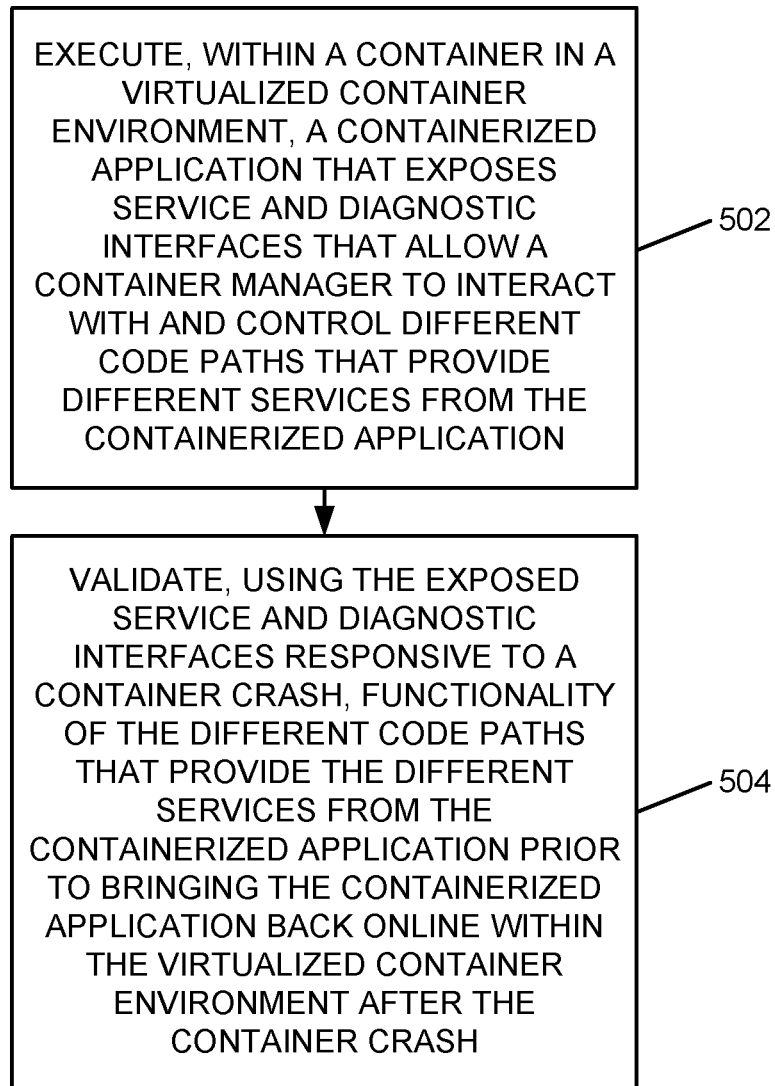 EXECUTE, WITHIN A CONTAINER IN A
VIRTUALIZED CONTAINER
ENVIRONMENT, A CONTAINERIZED
APPLICATION THAT EXPOSES
SERVICE AND DIAGNOSTIC
INTERFACES THAT ALLOW A
CONTAINER MANAGER TO INTERACT
WITH AND CONTROL DIFFERENT
CODE PATHS THAT PROVIDE
DIFFERENT SERVICES FROM THE
CONTAINERIZED APPLICATION
502
VALIDATE, USING THE EXPOSED
SERVICE AND DIAGNOSTIC
INTERFACES RESPONSIVE TO A
CONTAINER CRASH, FUNCTIONALITY
OF THE DIFFERENT CODE PATHS
THAT PROVIDE THE DIFFERENT
SERVICES FROM THE
CONTAINERIZED APPLICATION PRIOR
TO BRINGING THE CONTAINERIZED
APPLICATION BACK ONLINE WITHIN
THE VIRTUALIZED CONTAINER
ENVIRONMENT AFTER THE
CONTAINER CRASH
504